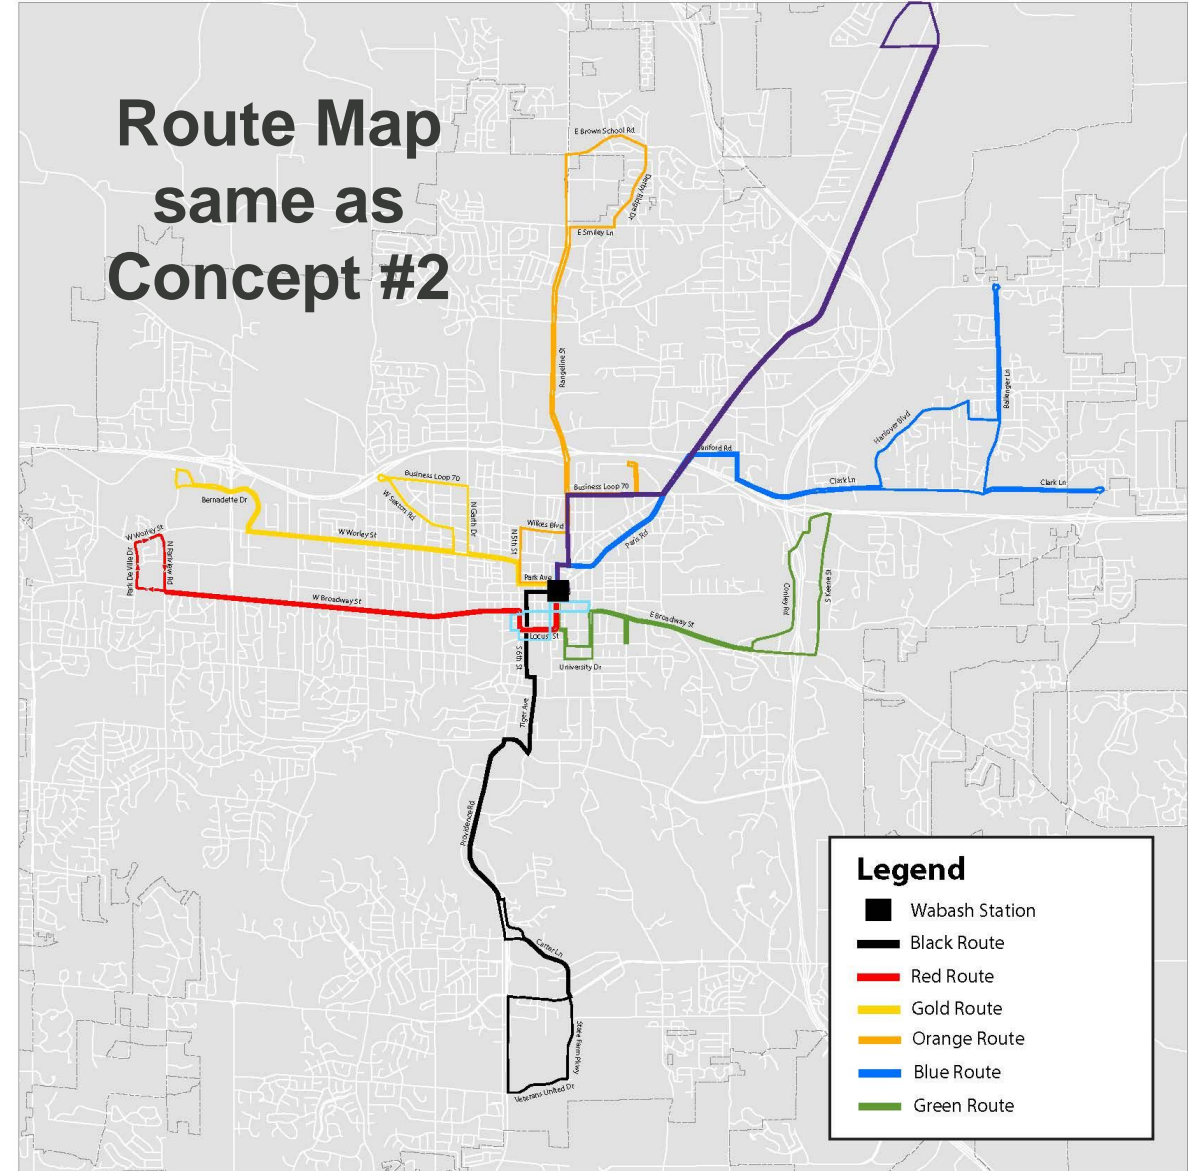 Route Map
same as
Concept #2
E Brown School Rd
Derby Ridge Dr
E Smiley Ln
Rangeline St
Ballenger Ln
Hanover Blvd
Clark Ln
Clark Ln
Business Loop 70
W Sexton Rd
N Garth Dr
Bernadette Dr
Business Loop 70
Wilkes Blvd
N 5th St
Paris Rd
W Worley St
W Worley St
N Fairview Rd
Park De Ville Dr
Park Ave
W Broadway St
Locust St
E Broadway St
Conley Rd
S Keene St
University Dr
S 6th St
Tiger Ave
Providence Rd
Carter Ln
State Farm Pkwy
Veterans United Dr
Legend
Wabash Station
Black Route
Red Route
Gold Route
Orange Route
Blue Route
Green Route